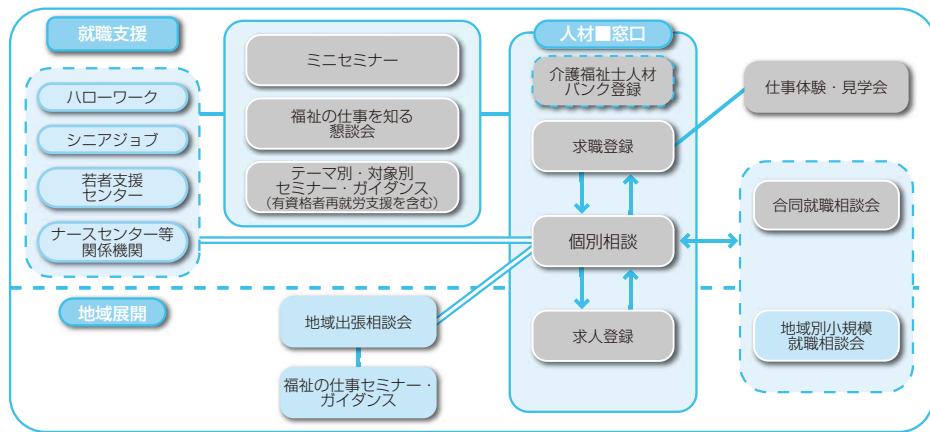 就職支援
ハローワーク
シニアジョブ
若者支援
センター
ナースセンター等
関係機関
ミニセミナー
福祉の仕事を知る
懇談会
テーマ別・対象別
セミナー・ガイダンス
（有資格者再就労支援を含む）
人材■窓口
介護福祉士人材
バンク登録
求職登録
個別相談
求人登録
仕事体験・見学会
合同就職相談会
地域別小規模
就職相談会
地域展開
地域出張相談会
福祉の仕事セミナー・
ガイダンス